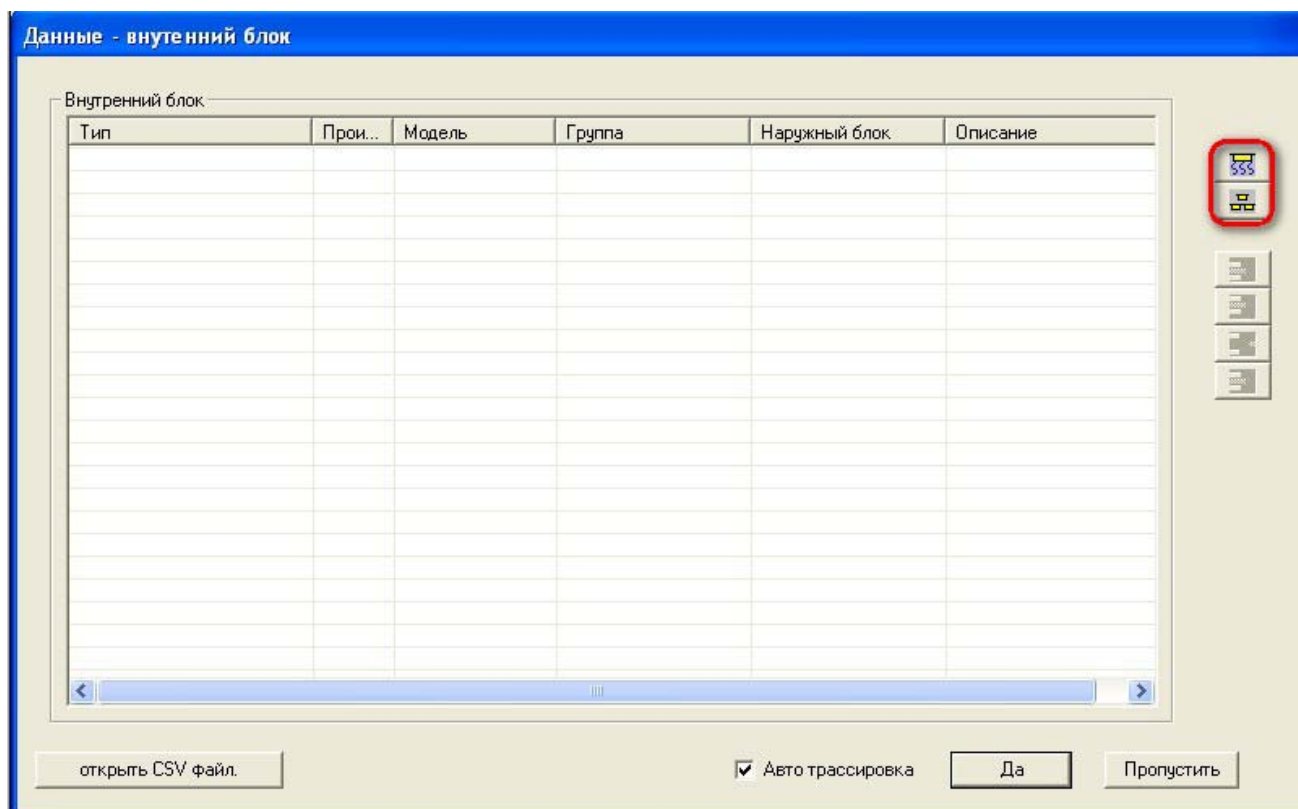 Данные - внутенний блок
Внутренний блок
Тип Прои... Модель Группа Наружный блок Описание
открыть CSV файл. Авто трассировка Да Пропустить